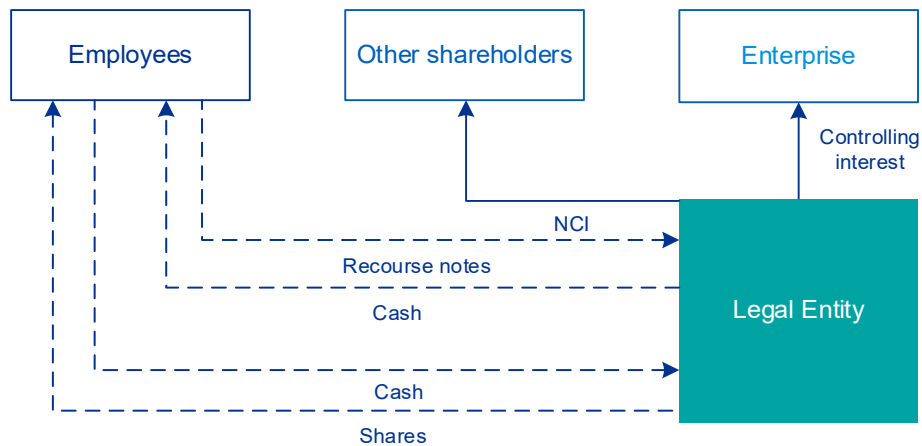 Employees
Other shareholders
Enterprise
Controlling
interest
NCI
Recourse notes
Cash
Legal Entity
Cash
Shares